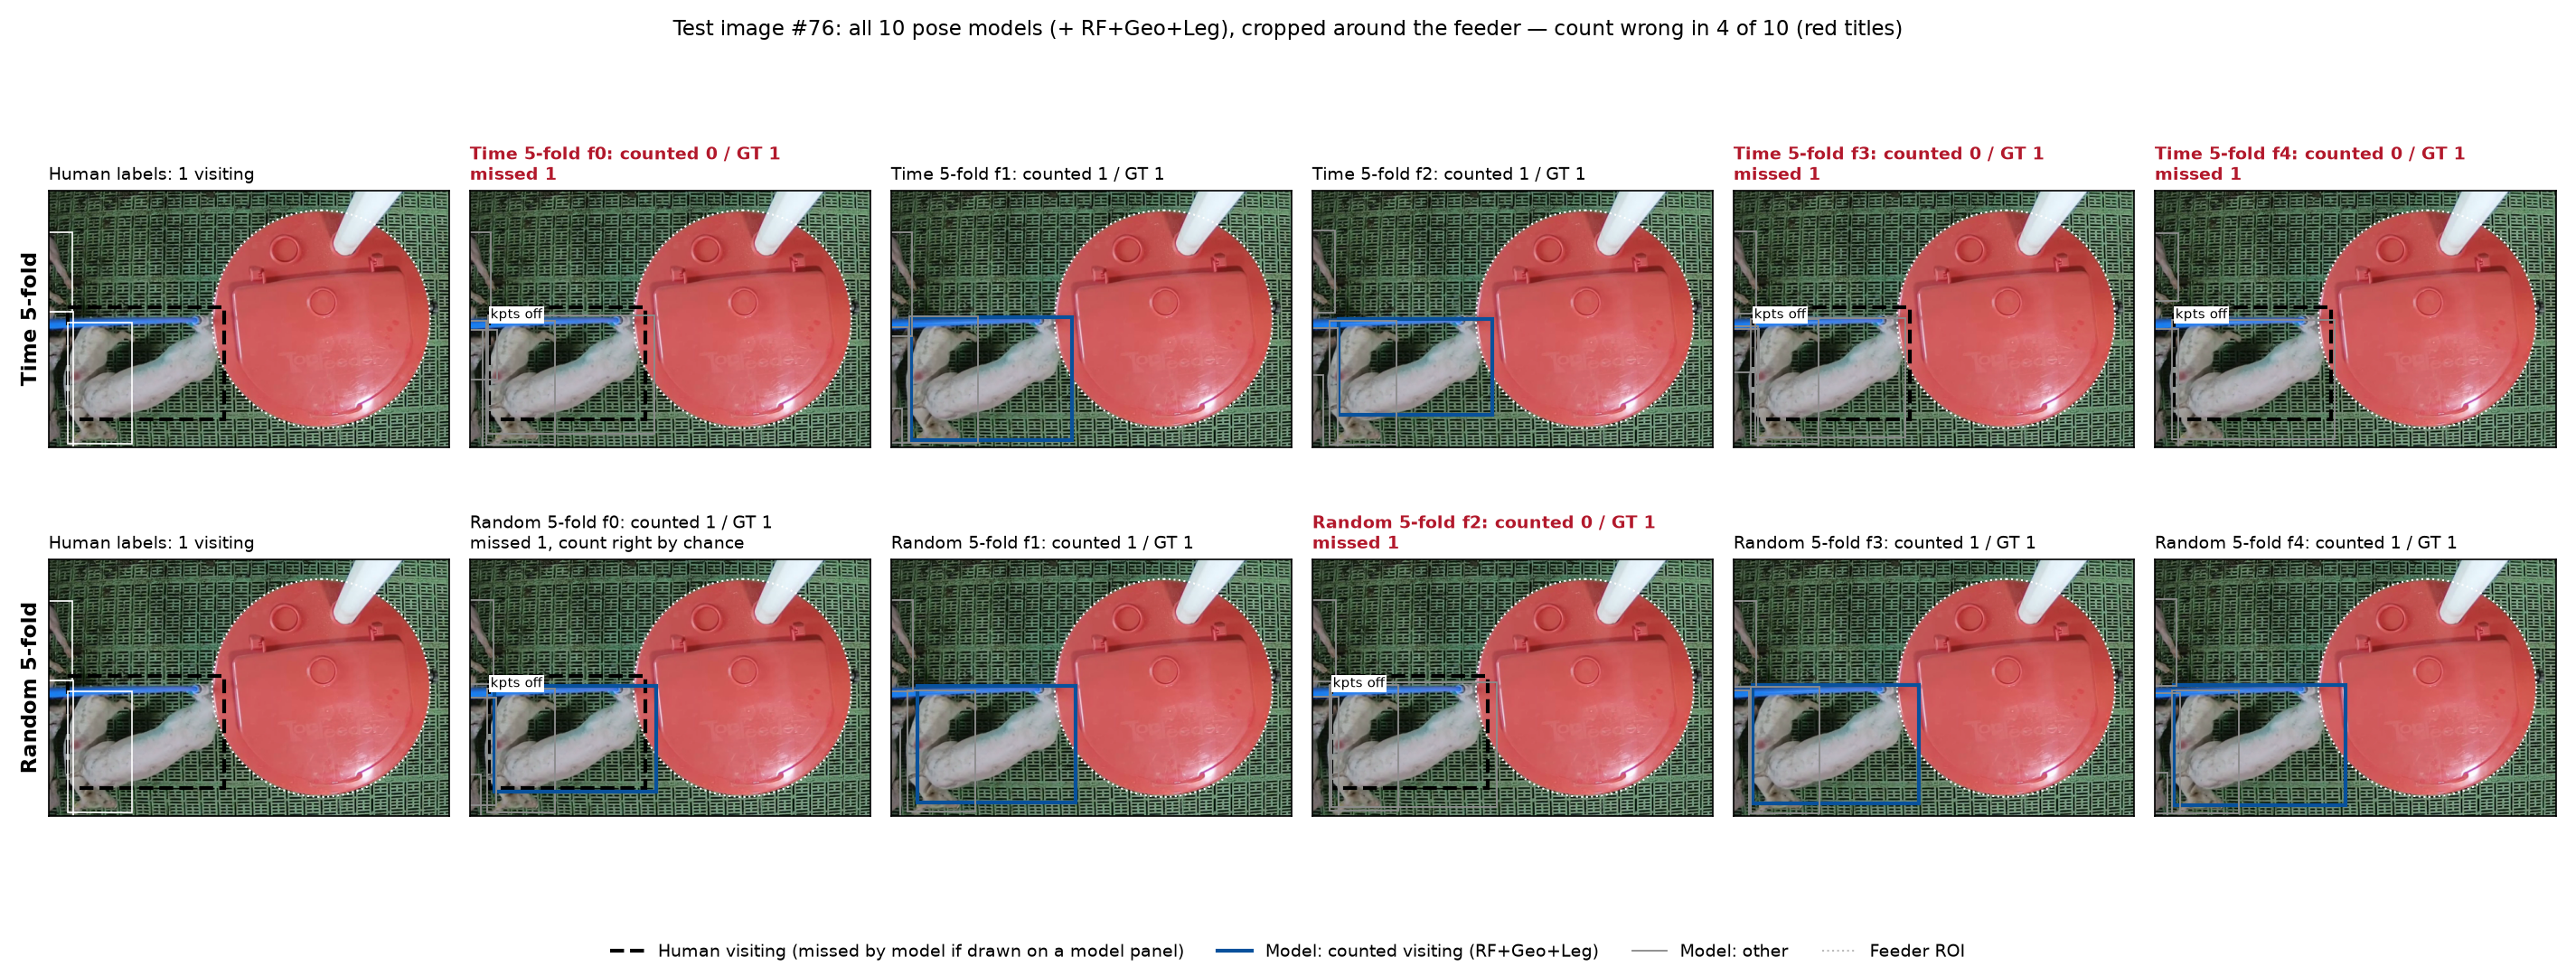 Test image #76: all 10 pose models (+ RF+Geo+Leg), cropped around the feeder — count wrong in 4 of 10 (red titles)
Time 5-fold
Human labels: 1 visiting
Time 5-fold f0: counted 0 / GT 1
missed 1
kpts off
Time 5-fold f1: counted 1 / GT 1
Time 5-fold f2: counted 1 / GT 1
Time 5-fold f3: counted 0 / GT 1
missed 1
kpts off
Time 5-fold f4: counted 0 / GT 1
missed 1
kpts off
Random 5-fold
Human labels: 1 visiting
Random 5-fold f0: counted 1 / GT 1
missed 1, count right by chance
kpts off
Random 5-fold f1: counted 1 / GT 1
Random 5-fold f2: counted 0 / GT 1
missed 1
kpts off
Random 5-fold f3: counted 1 / GT 1
Random 5-fold f4: counted 1 / GT 1
Human visiting (missed by model if drawn on a model panel)
Model: counted visiting (RF+Geo+Leg)
Model: other
Feeder ROI